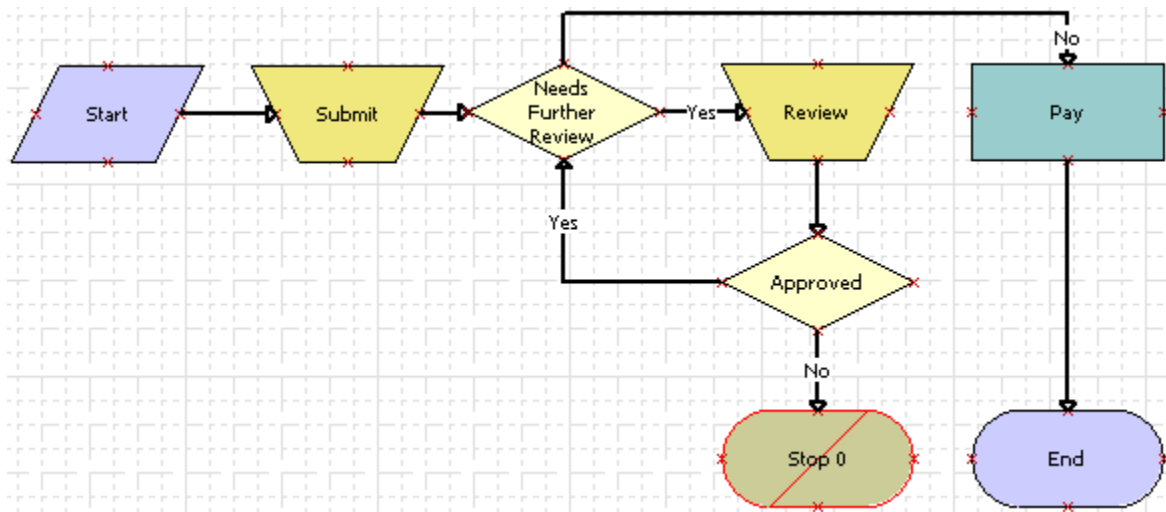 No
Start
Submit
Needs
Further
Review
Yes
Review
Pay
Yes
Approved
No
Stop 0
End